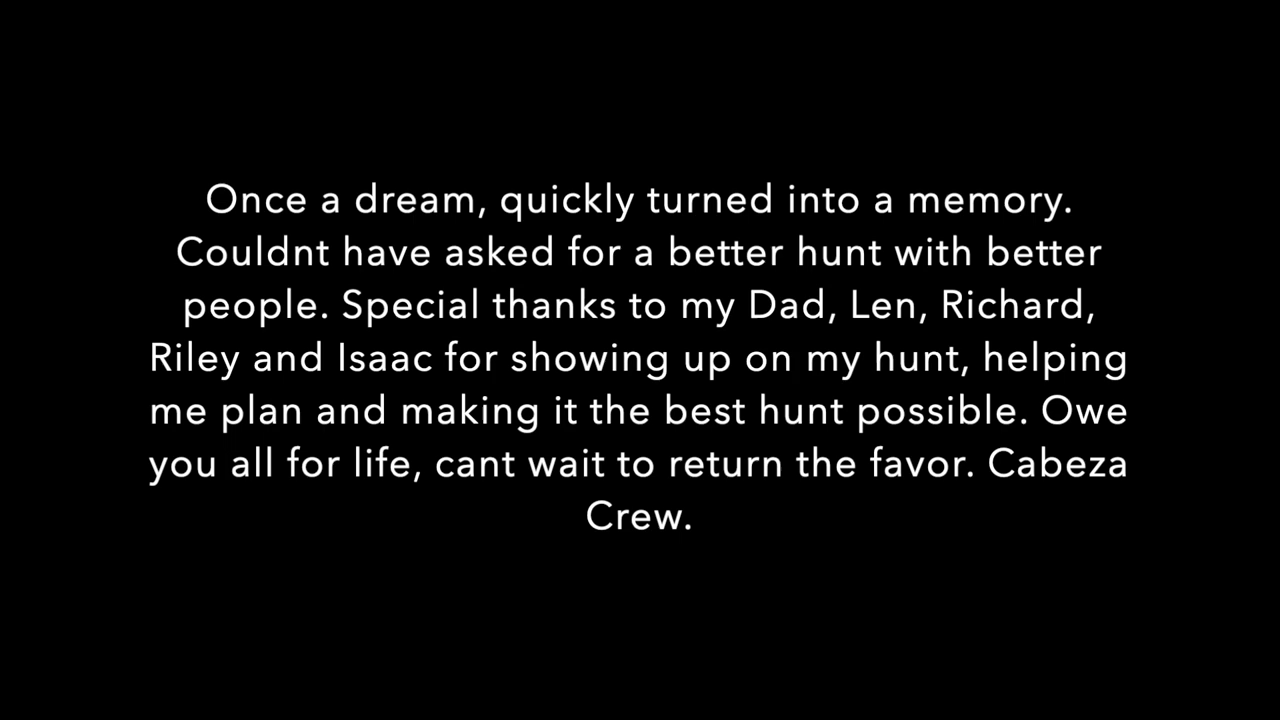 Once a dream, quickly turned into a memory.
Couldnt have asked for a better hunt with better
people. Special thanks to my Dad, Len, Richard,
Riley and Isaac for showing up on my hunt, helping
me plan and making it the best hunt possible. Owe
you all for life, cant wait to return the favor. Cabeza
Crew.